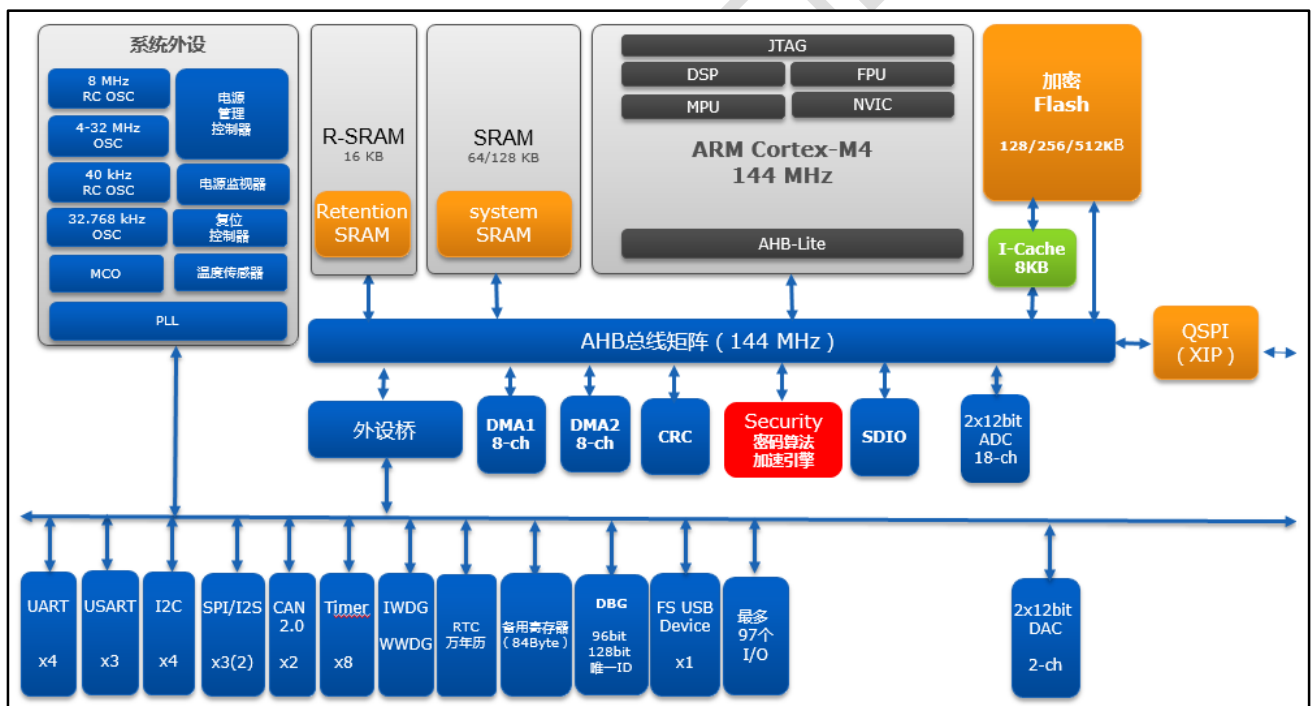 系统外设
8 MHz
RC OSC
4-32 MHz
OSC
40 kHz
RC OSC
32.768 kHz
OSC
MCO
电源
管理
控制器
电源监视器
复位
控制器
温度传感器
PLL
R-SRAM
16 KB
Retention
SRAM
SRAM
64/128 KB
system
SRAM
JTAG
DSP
FPU
MPU
NVIC
ARM Cortex-M4
144 MHz
AHB-Lite
加密
Flash
128/256/512KB
I-Cache
8KB
AHB总线矩阵（144 MHz）
QSPI
（XIP）
外设桥
DMA1
8-ch
DMA2
8-ch
CRC
Security
密码算法
加速引擎
SDIO
2x12bit
ADC
18-ch
UART
x4
USART
x3
I2C
x4
SPI/I2S
x3(2)
CAN
2.0
x2
Timer
x8
IWDG
WWDG
RTC
万年历
备用寄存器
（84Byte）
DBG
96bit
128bit
唯一ID
FS USB
Device
x1
最多
97个
I/O
2x12bit
DAC
2-ch